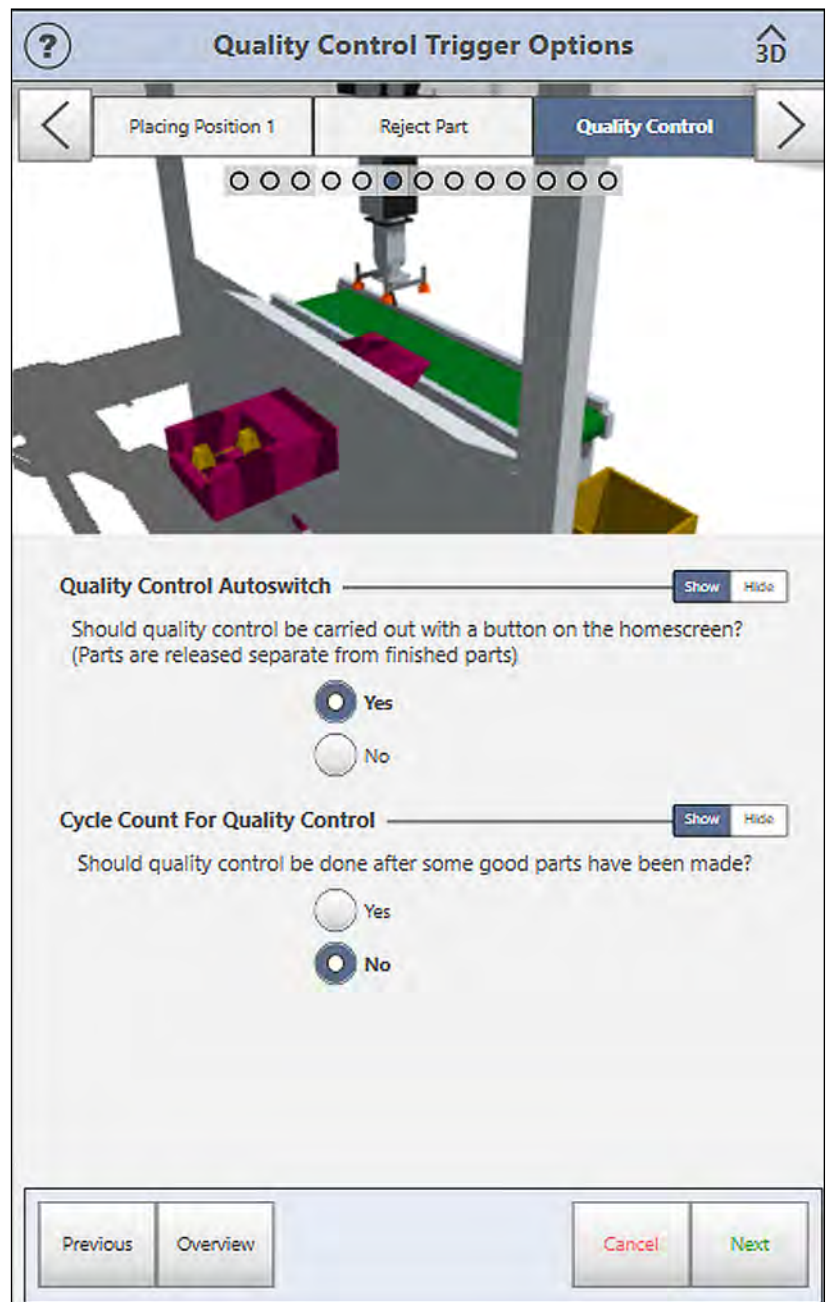 ?
Quality Control Trigger Options
3D
Placing Position 1
Reject Part
Quality Control
Quality Control Autoswitch
Show
Hide
Should quality control be carried out with a button on the homescreen?
(Parts are released separate from finished parts)
Yes
No
Cycle Count For Quality Control
Show
Hide
Should quality control be done after some good parts have been made?
Yes
No
Previous
Overview
Cancel
Next